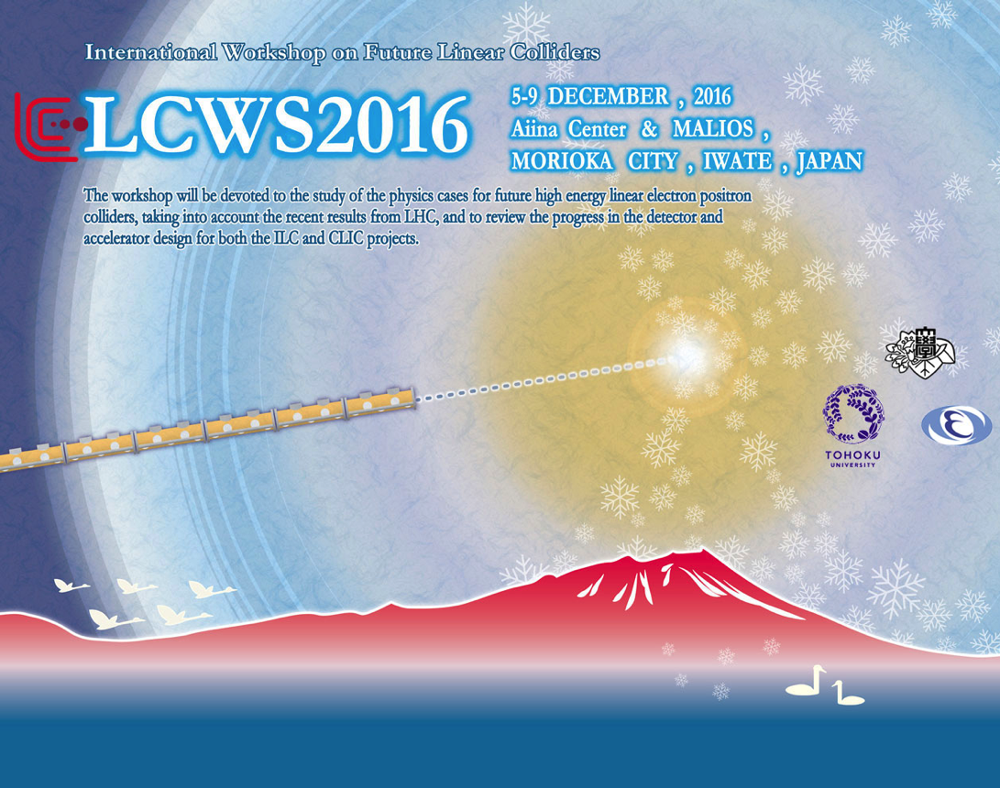 International Workshop on Future Linear Colliders
LCWS2016
5-9 DECEMBER , 2016
Aiina Center & MALIOS ,
MORIOKA CITY , IWATE , JAPAN
The workshop will be devoted to the study of the physics cases for future high energy linear electron positron
colliders, taking into account the recent results from LHC, and to review the progress in the detector and
accelerator design for both the ILC and CLIC projects.
TOHOKU
UNIVERSITY